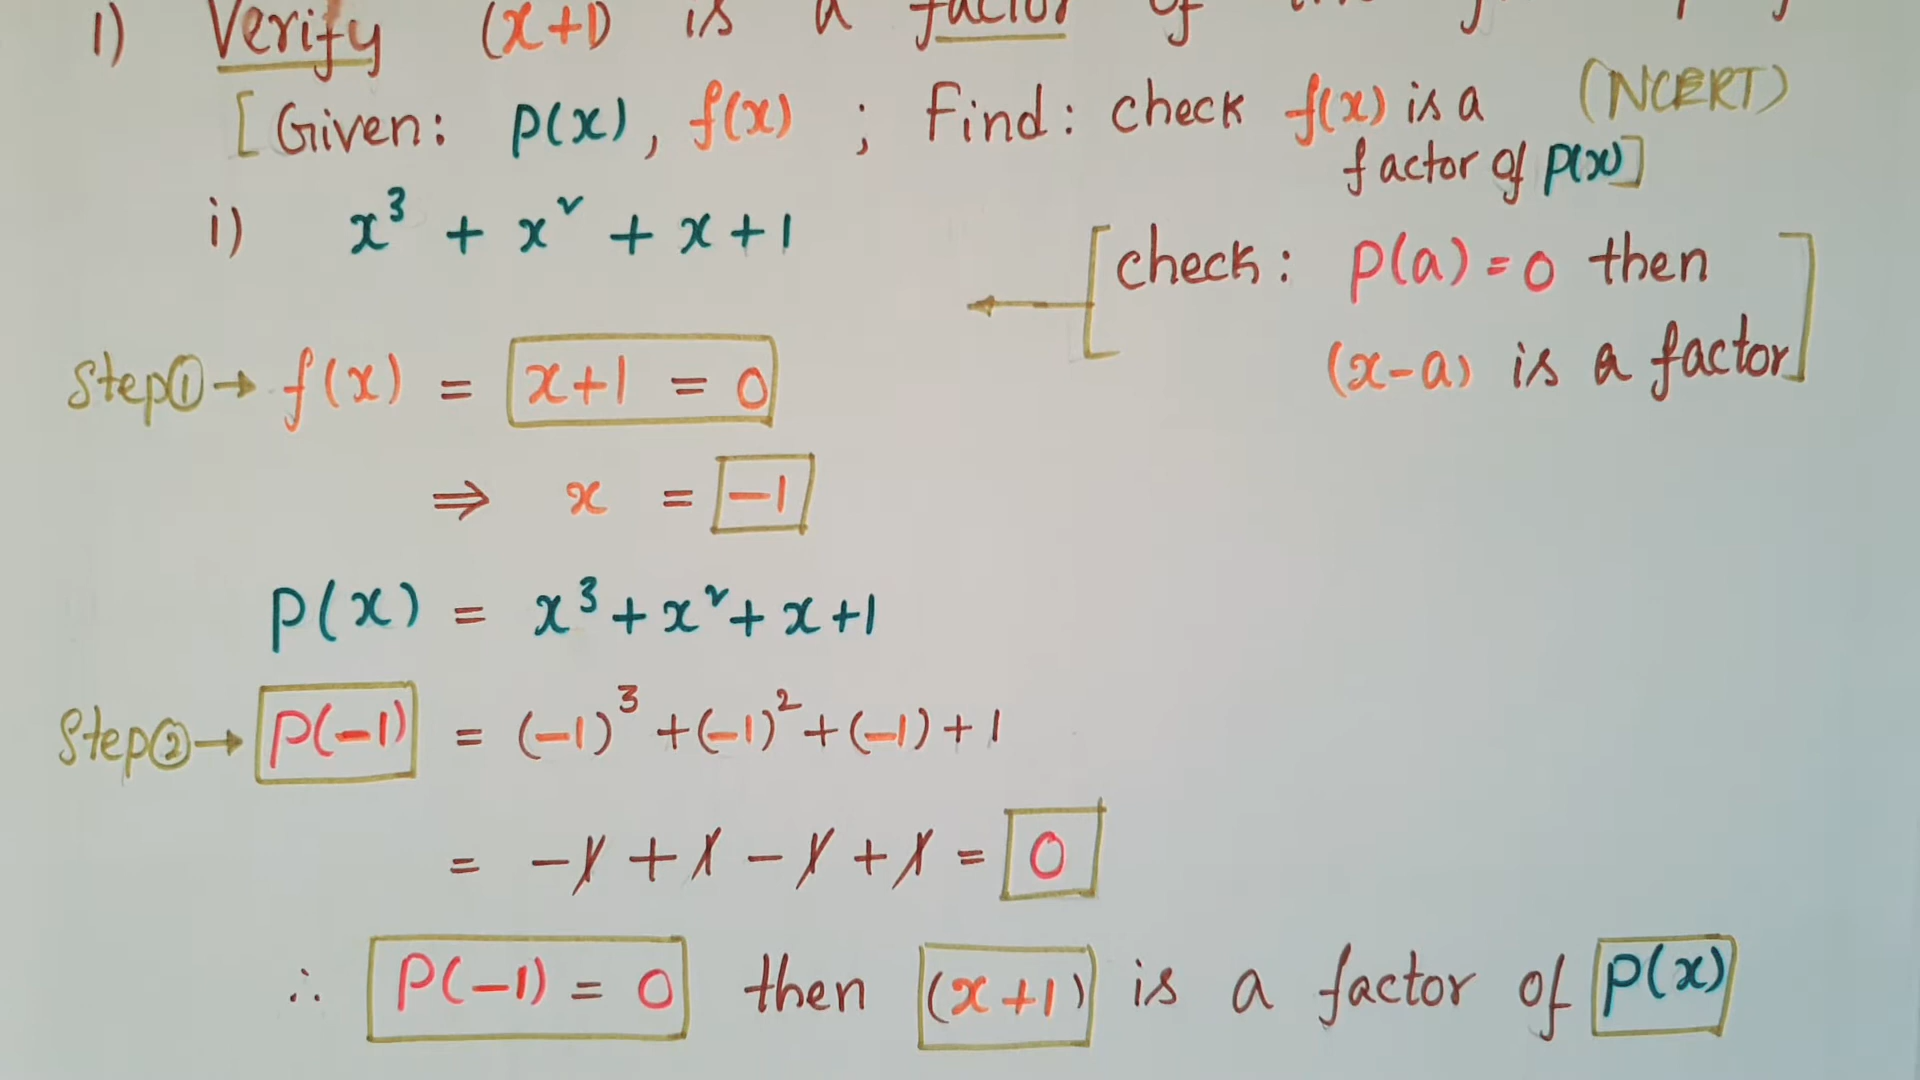 1) Verify (x+1) is a factor of
[Given: p(x), f(x) ; Find: check f(x) is a factor of p(x)]
(NCERT)
i) x³ + x² + x + 1
[check: p(a) = 0 then
(x-a) is a factor]
Step① → f(x) = x+1 = 0
⇒ x = -1
p(x) = x³ + x² + x + 1
Step② → p(-1) = (-1)³ + (-1)² + (-1) + 1
= -1 + 1 - 1 + 1 = 0
∴ P(-1) = 0 then (x+1) is a factor of p(x)